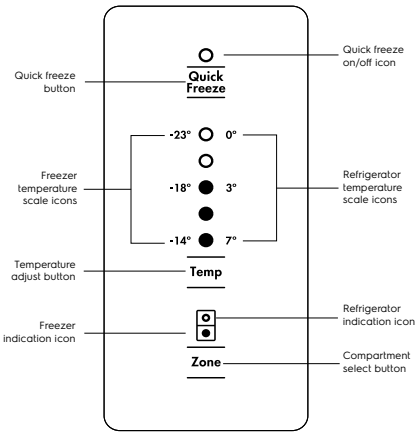 Quick freeze
on/off icon
Quick freeze
button
Quick
Freeze
-23° 0°
Freezer
temperature
scale icons
-18° 3°
Refrigerator
temperature
scale icons
-14° 7°
Temperature
adjust button
Temp
Refrigerator
indication icon
Freezer
indication icon
Zone
Compartment
select button